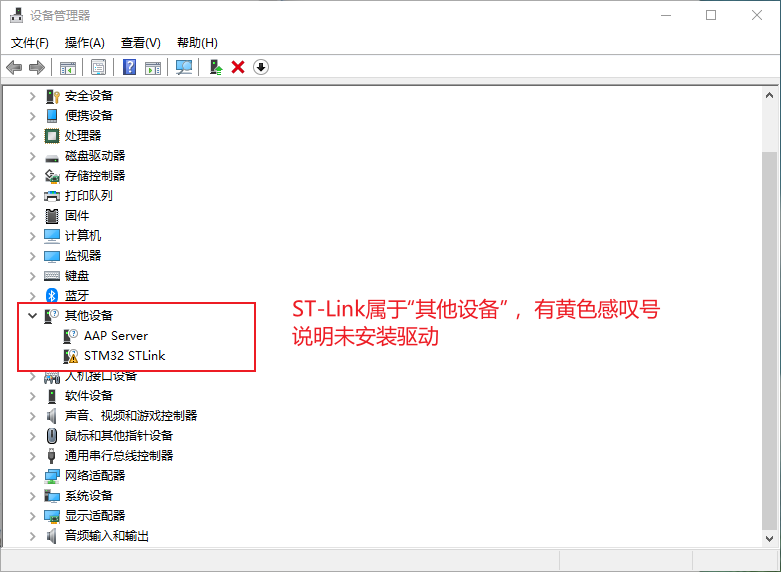 设备管理器
文件(F) 操作(A) 查看(V) 帮助(H)
安全设备
便携设备
处理器
磁盘驱动器
存储控制器
打印队列
固件
计算机
监视器
键盘
蓝牙
其他设备
AAP Server
STM32 STLink
人机接口设备
软件设备
声音、视频和游戏控制器
鼠标和其他指针设备
通用串行总线控制器
网络适配器
系统设备
显示适配器
音频输入和输出
ST-Link属于“其他设备”，有黄色感叹号
说明未安装驱动